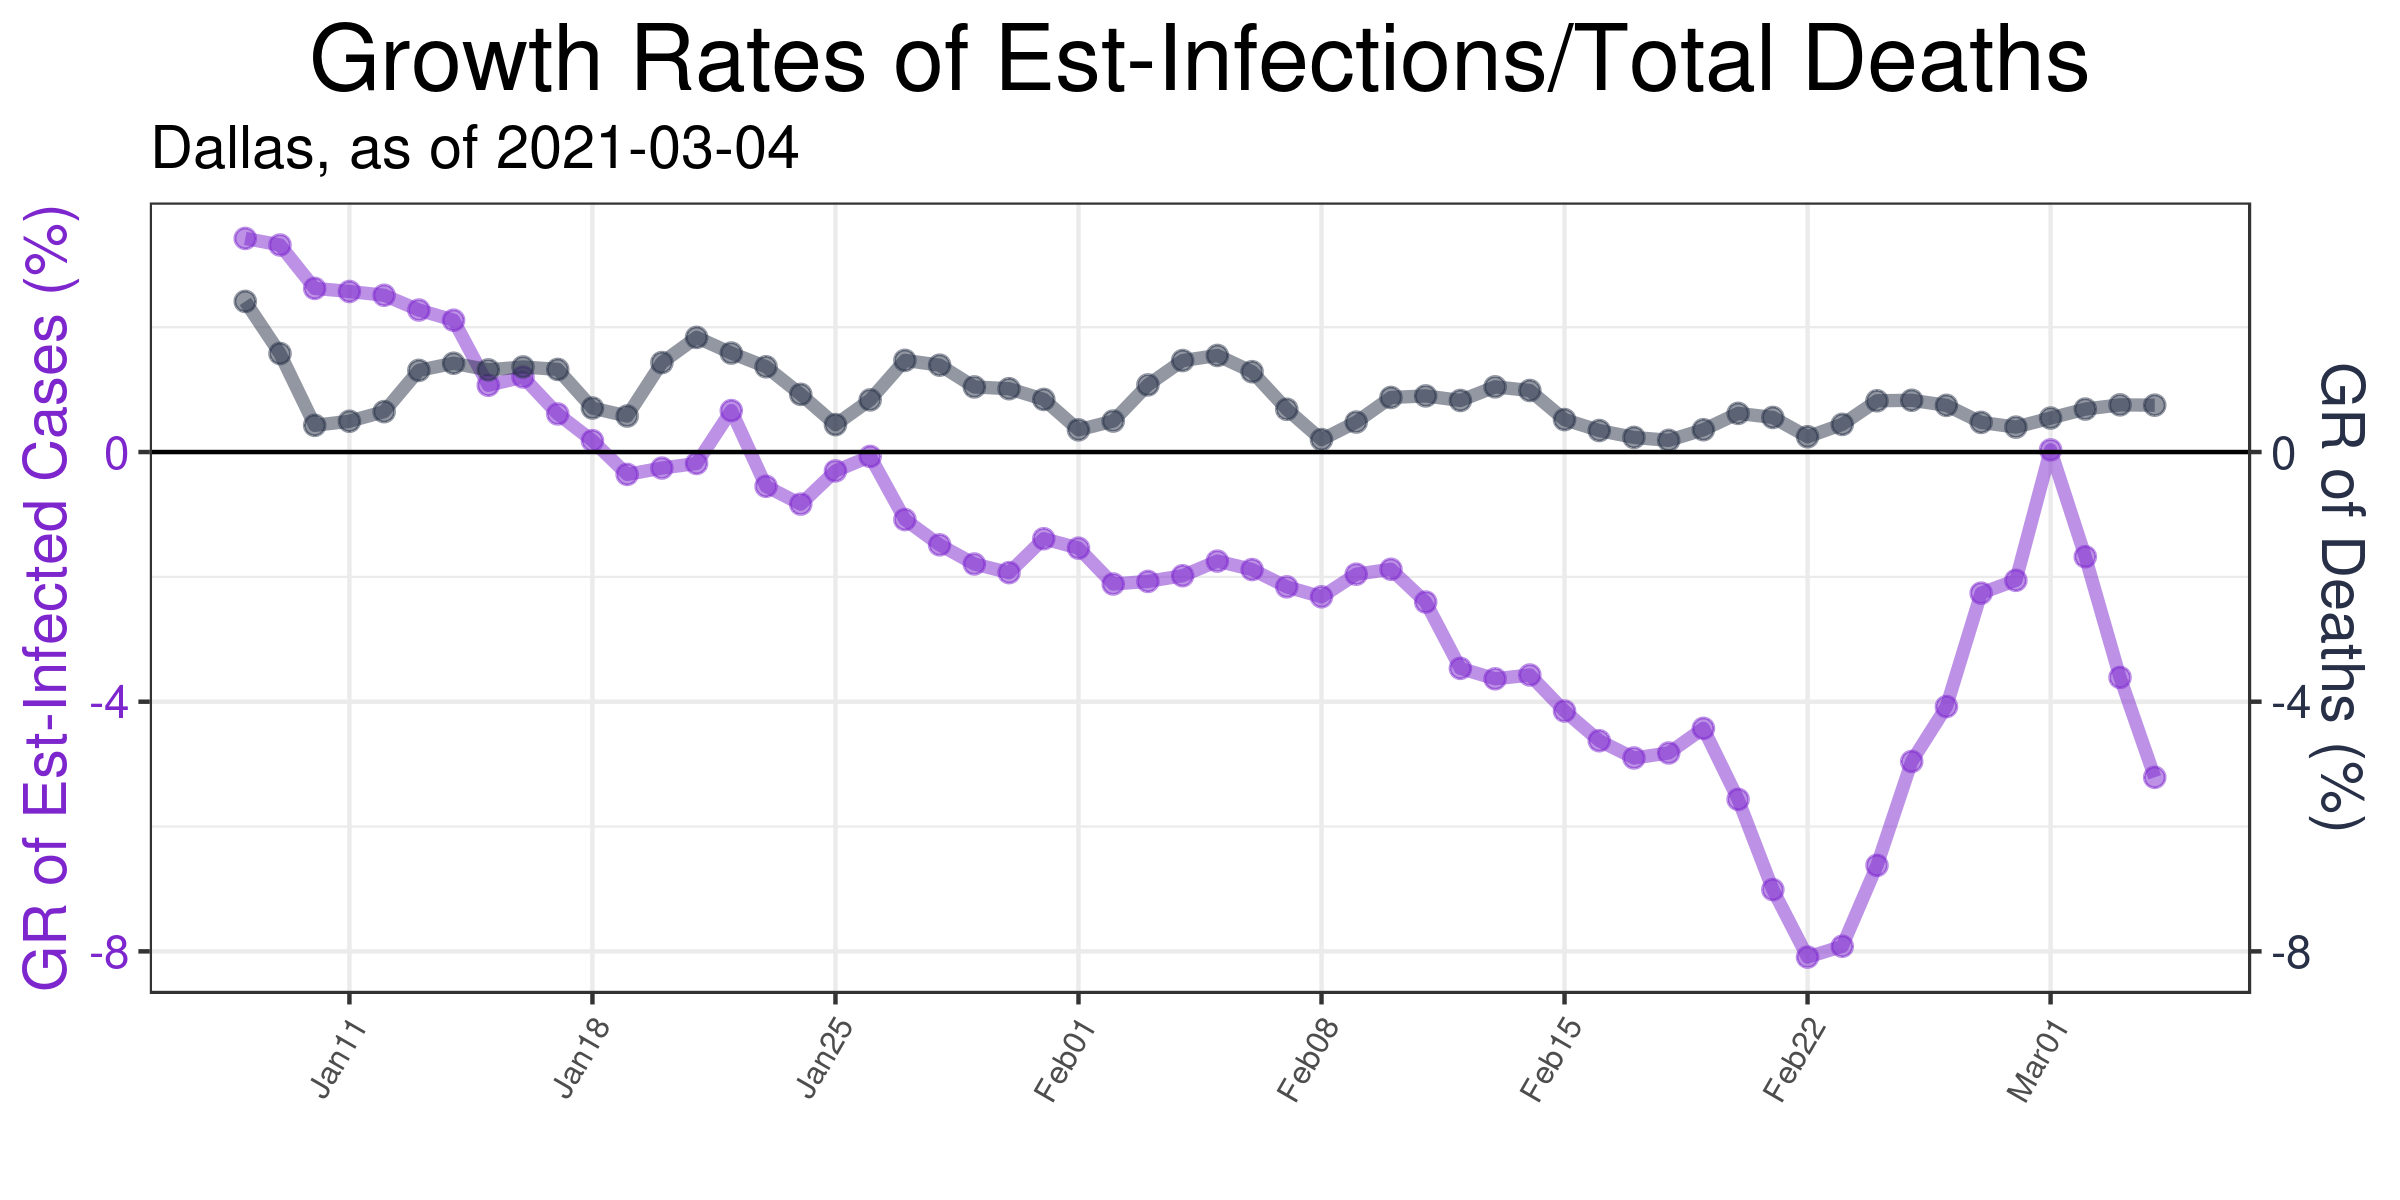 Growth Rates of Est-Infections/Total Deaths
Dallas, as of 2021-03-04
GR of Est-Infected Cases (%)
0
-4
-8
GR of Deaths (%)
0
-4
-8
Jan11
Jan18
Jan25
Feb01
Feb08
Feb15
Feb22
Mar01